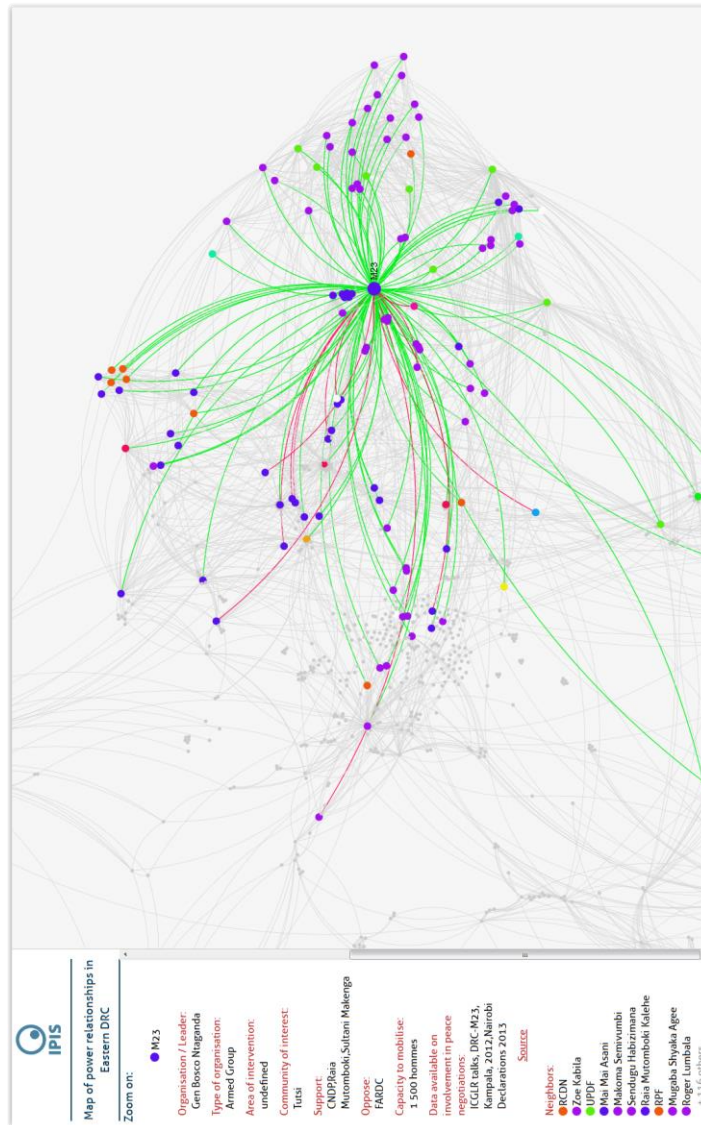 IPIS
Map of power relationships in
Eastern DRC
Zoom on:
M23
Organisation / Leader:
Gen Bosco Ntaganda
Type of organisation:
Armed Group
Area of intervention:
undefined
Community of interest:
Tutsi
Support:
CNDP,Raia
Mutomboki,Sultani Makenga
Oppose:
FARDC
Capacity to mobilise:
1 500 hommes
Data available on
involvement in peace
negotiations:
ICGLR talks, DRC-M23,
Kampala, 2012,Nairobi
Declarations 2013
Source
Neighbors:
RCDN
Zoe Kabila
UPDF
Mai Mai Asani
Makoma Semivumbi
Sendugu Habizimana
Raia Mutomboki Kalehe
RPF
Mugaba Shyaka Agee
Roger Lumbala
M23